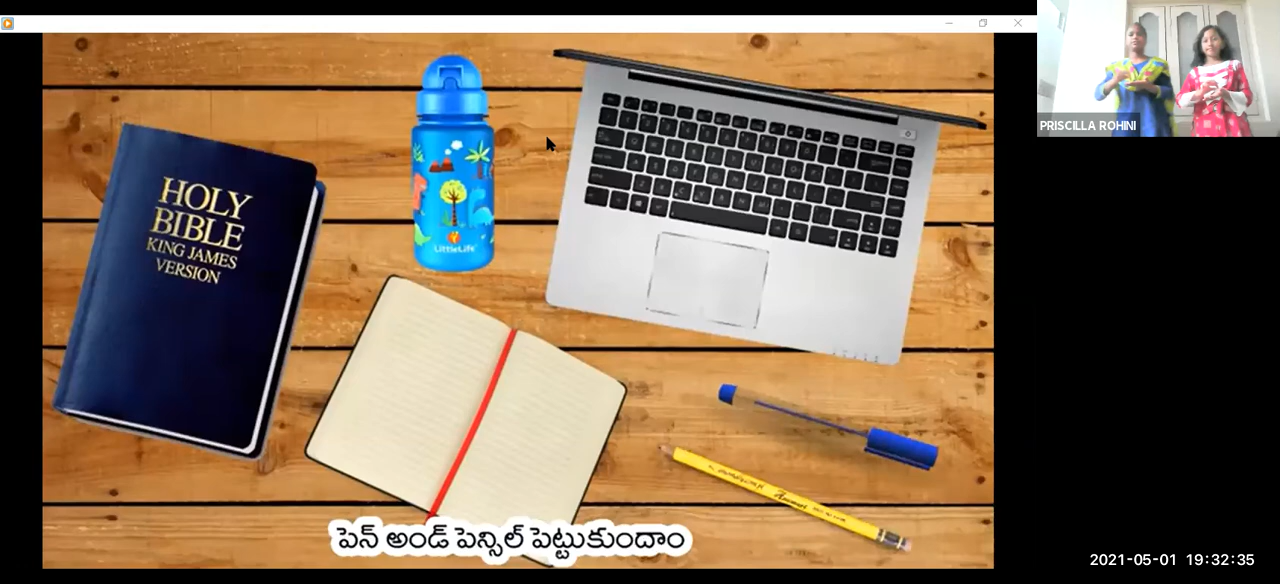 PRISCILLA ROHINI
HOLY
BIBLE
KING JAMES
VERSION
LittleLife
పెన్ అండ్ పెన్సిల్ పెట్టుకుందాం
2021-05-01 19:32:35